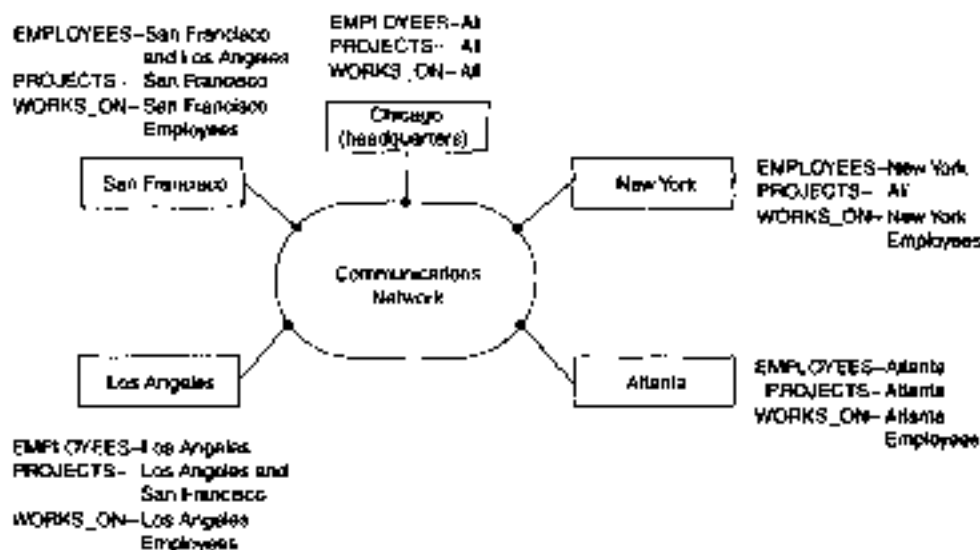 EMPLOYEES–San Francisco
and Los Angeles
PROJECTS - San Francisco
WORKS_ON–San Francisco
Employees
EMPLOYEES–All
PROJECTS– All
WORKS_ON–All
Chicago
(headquarters)
San Francisco
New York
EMPLOYEES–New York
PROJECTS– All
WORKS_ON–New York
Employees
Communications
Network
Los Angeles
Atlanta
EMPLOYEES–Atlanta
PROJECTS– Atlanta
WORKS_ON–Atlanta
Employees
EMPLOYEES–Los Angeles
PROJECTS– Los Angeles and
San Francisco
WORKS_ON–Los Angeles
Employees